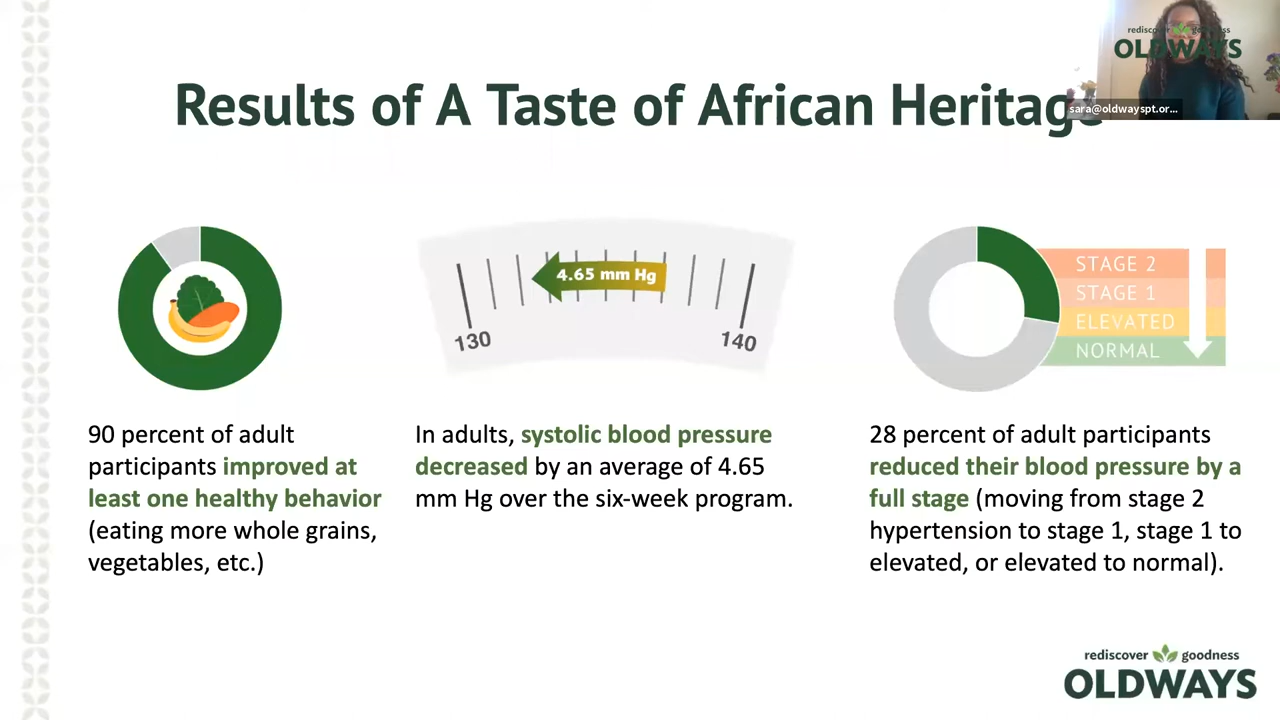 rediscover goodness
OLDWAYS
Results of A Taste of African Heritage
sara@oldwayspt.or...
4.65 mm Hg
130
140
STAGE 2
STAGE 1
ELEVATED
NORMAL
90 percent of adult
participants improved at
least one healthy behavior
(eating more whole grains,
vegetables, etc.)
In adults, systolic blood pressure
decreased by an average of 4.65
mm Hg over the six-week program.
28 percent of adult participants
reduced their blood pressure by a
full stage (moving from stage 2
hypertension to stage 1, stage 1 to
elevated, or elevated to normal).
rediscover goodness
OLDWAYS